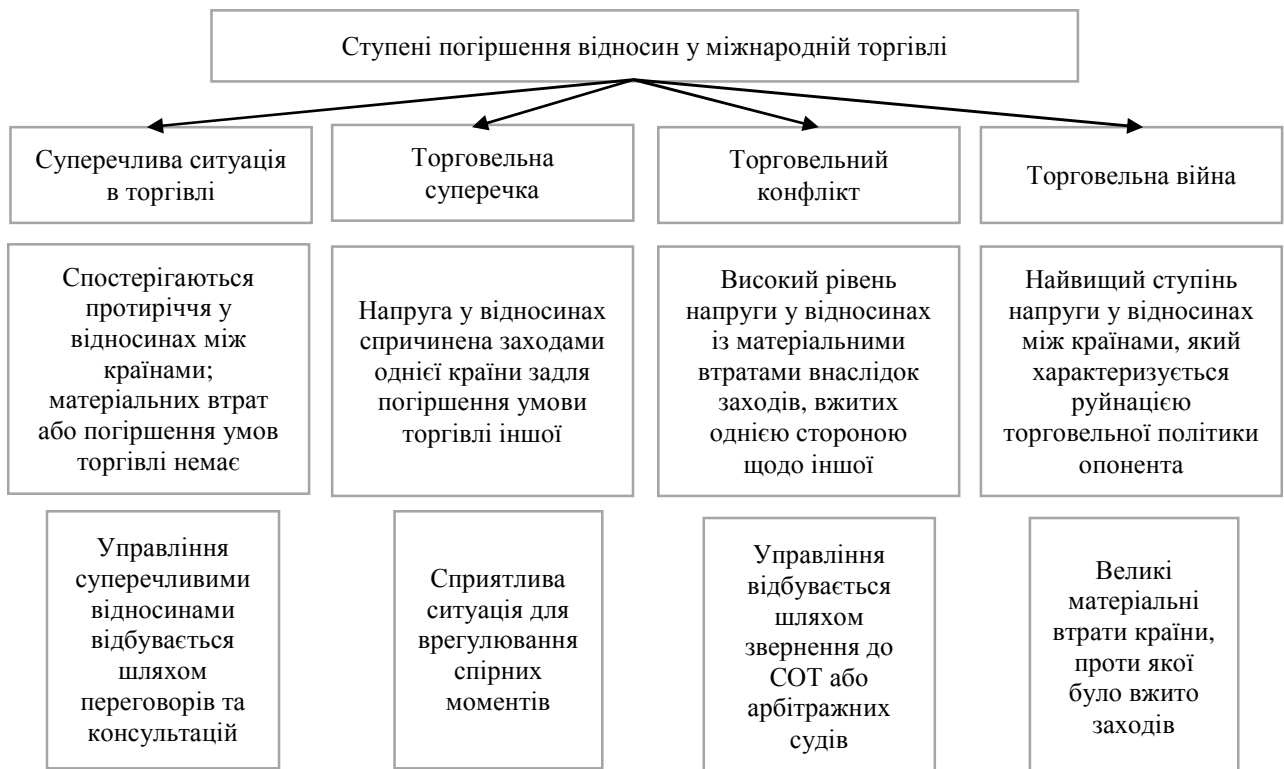 Ступені погіршення відносин у міжнародній торгівлі
Суперечлива ситуація
в торгівлі
Торговельна
суперечка
Торговельний
конфлікт
Торговельна війна
Спостерігаються
протиріччя у
відносинах між
країнами;
матеріальних втрат
або погіршення умов
торгівлі немає
Напруга у відносинах
спричинена заходами
однієї країни задля
погіршення умови
торгівлі іншої
Високий рівень
напруги у відносинах
із матеріальними
втратами внаслідок
заходів, вжитих
однією стороною
щодо іншої
Найвищий ступінь
напруги у відносинах
між країнами, який
характеризується
руйнацією
торговельної політики
опонента
Управління
суперечливими
відносинами
відбувається
шляхом
переговорів та
консультацій
Сприятлива
ситуація для
врегулювання
спірних
моментів
Управління
відбувається
шляхом
звернення до
СОТ або
арбітражних
судів
Великі
матеріальні
втрати країни,
проти якої
було вжито
заходів